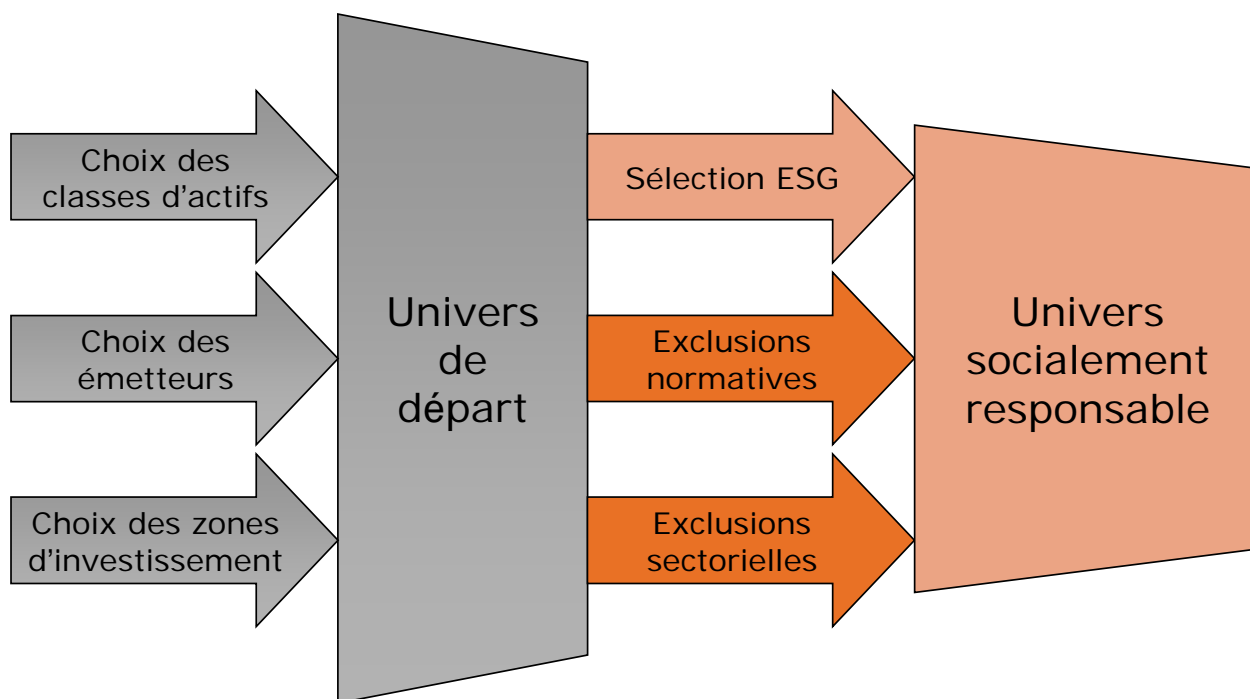 Choix des
classes d'actifs
Choix des
émetteurs
Choix des zones
d'investissement
Univers
de
départ
Sélection ESG
Exclusions
normatives
Exclusions
sectorielles
Univers
socialement
responsable